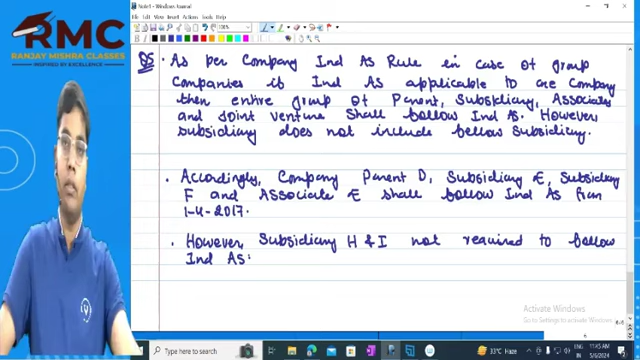 Note1 - Windows Journal
File Edit View Insert Actions Tools Help
RMC
RANJAY MISHRA CLASSES
INSPIRED BY EXCELLENCE
Q5 • As per Company Ind As Rule in case of group
Companies if Ind As applicable to one Company
then entire group of Parent, Subsidiary, Associates
and Joint venture shall follow Ind As. However
subsidiary does not include fellow subsidiary.
• Accordingly, Company Parent D, Subsidiary E, Subsidiary
F and Associate E shall follow Ind As from
1-4-2017.
• However Subsidiary H & I not required to follow
Ind As.
Activate Windows
Go to Settings to activate Windows.
Type here to search
33°C Haze
ENG
IN
11:45 AM
5/6/2024